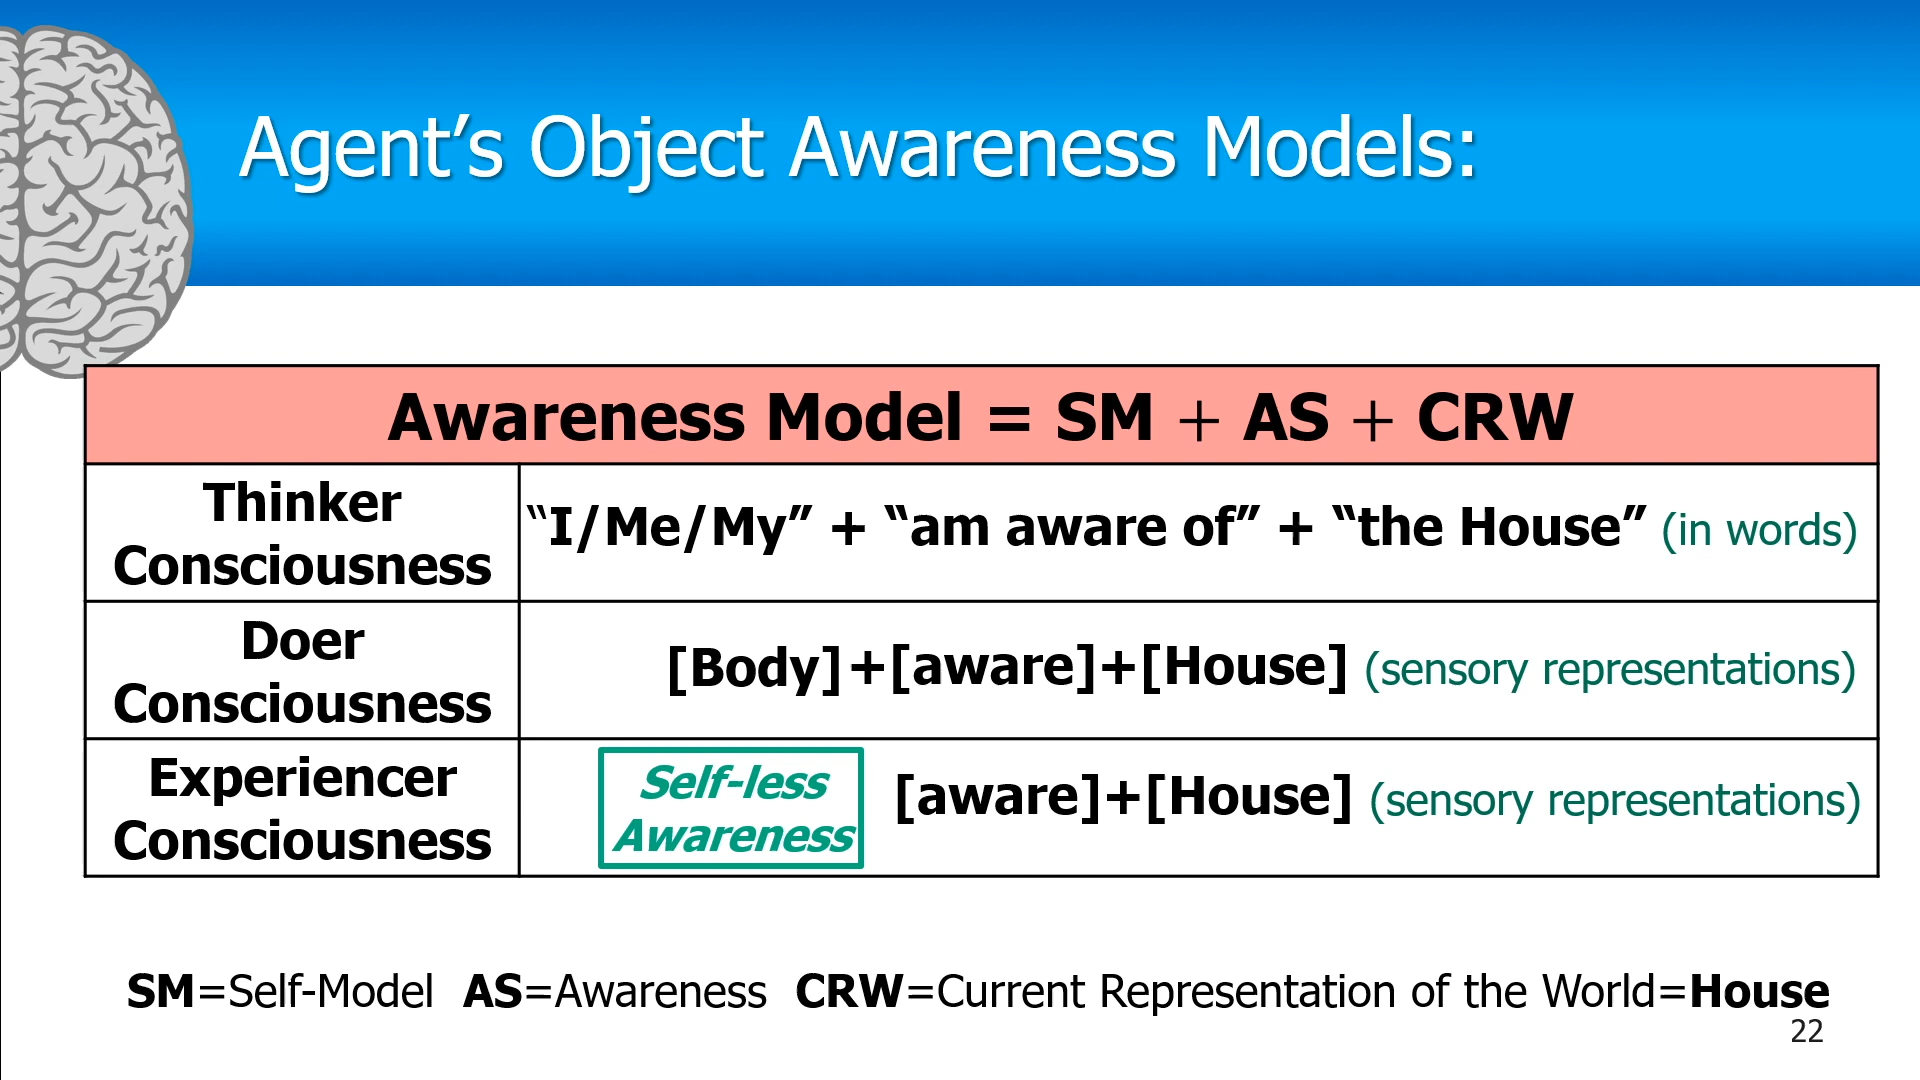 Agent’s Object Awareness Models:
Awareness Model = SM + AS + CRW
Thinker
Consciousness
“I/Me/My” + “am aware of” + “the House” (in words)
Doer
Consciousness
[Body]+[aware]+[House] (sensory representations)
Experiencer
Consciousness
Self-less
Awareness
[aware]+[House] (sensory representations)
SM=Self-Model AS=Awareness CRW=Current Representation of the World=House
22